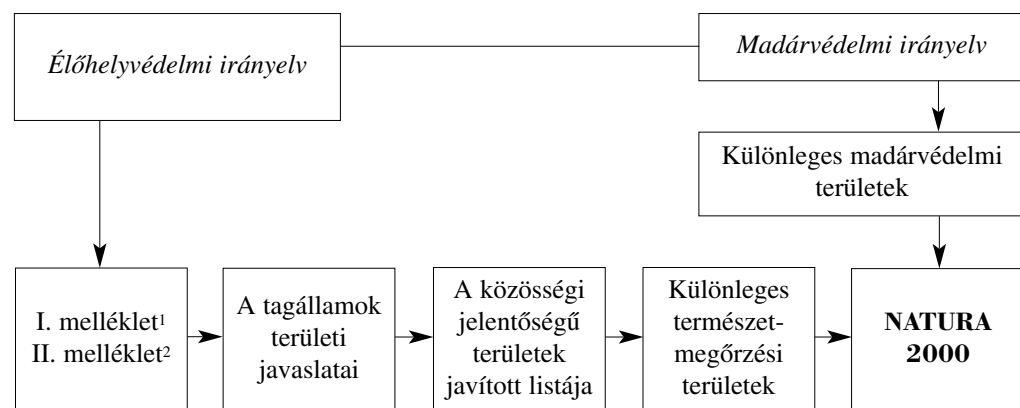 Élőhelyvédelmi irányelv
Madárvédelmi irányelv
Különleges madárvédelmi
területek
I. melléklet¹
II. melléklet²
A tagállamok
területi
javaslatai
A közösségi
jelentőségű
területek
javított listája
Különleges
természet-
megőrzési
területek
NATURA
2000